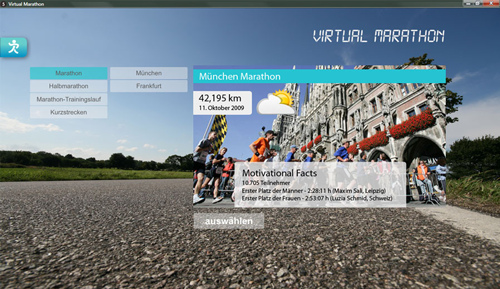 Virtual Marathon
VIRTUAL MARATHON
Marathon
Halbmarathon
Marathon-Trainingslauf
Kurzstrecken
München
Frankfurt
München Marathon
42,195 km
11. Oktober 2009
Motivational Facts
10.705 Teilnehmer
Erster Platz der Männer - 2:28:11 h (Maxim Sali, Leipzig)
Erster Platz der Frauen - 2:53:07 h (Luzia Schmid, Schweiz)
auswählen